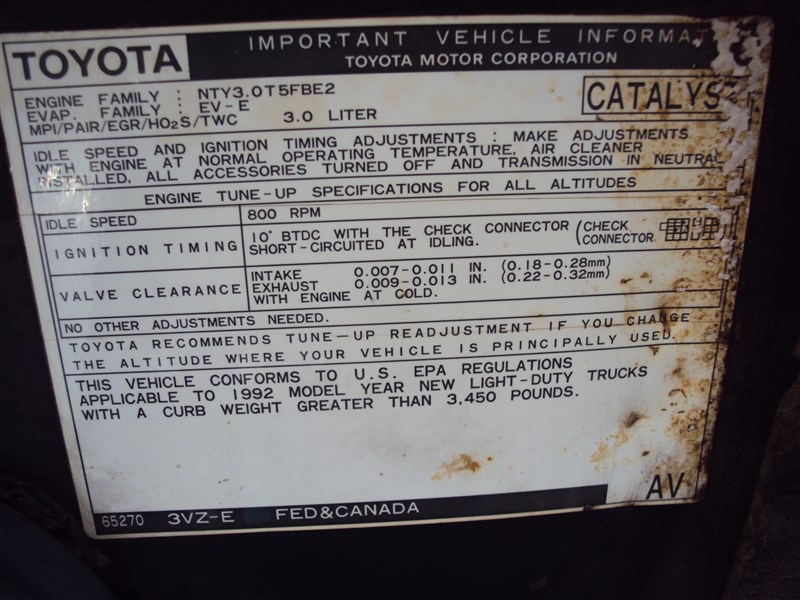 TOYOTA
IMPORTANT VEHICLE
TOYOTA MOTOR CORPORATION
ENGINE FAMILY : NTY3.0T5FBE2
EVAP. FAMILY : EV-E
MPI/PAIR/EGR/HO2S/TWC 3.0 LITER
CATALYS
IDLE SPEED AND IGNITION TIMING ADJUSTMENTS : MAKE ADJUSTMENTS
WITH ENGINE AT NORMAL OPERATING TEMPERATURE, AIR CLEANER
INSTALLED, ALL ACCESSORIES TURNED OFF AND TRANSMISSION IN NEUTRAL
ENGINE TUNE-UP SPECIFICATIONS FOR ALL ALTITUDES
IDLE SPEED 800 RPM
IGNITION TIMING 10° BTDC WITH THE CHECK CONNECTOR (CHECK
SHORT-CIRCUITED AT IDLING. CONNECTOR
VALVE CLEARANCE INTAKE 0.007-0.011 IN. (0.18-0.28mm)
EXHAUST 0.009-0.013 IN. (0.22-0.32mm)
WITH ENGINE AT COLD.
NO OTHER ADJUSTMENTS NEEDED.
TOYOTA RECOMMENDS TUNE-UP READJUSTMENT IF YOU CHANGE
THE ALTITUDE WHERE YOUR VEHICLE IS PRINCIPALLY USED.
THIS VEHICLE CONFORMS TO U.S. EPA REGULATIONS
APPLICABLE TO 1992 MODEL YEAR NEW LIGHT-DUTY TRUCKS
WITH A CURB WEIGHT GREATER THAN 3,450 POUNDS.
AV
65270 3VZ-E FED&CANADA